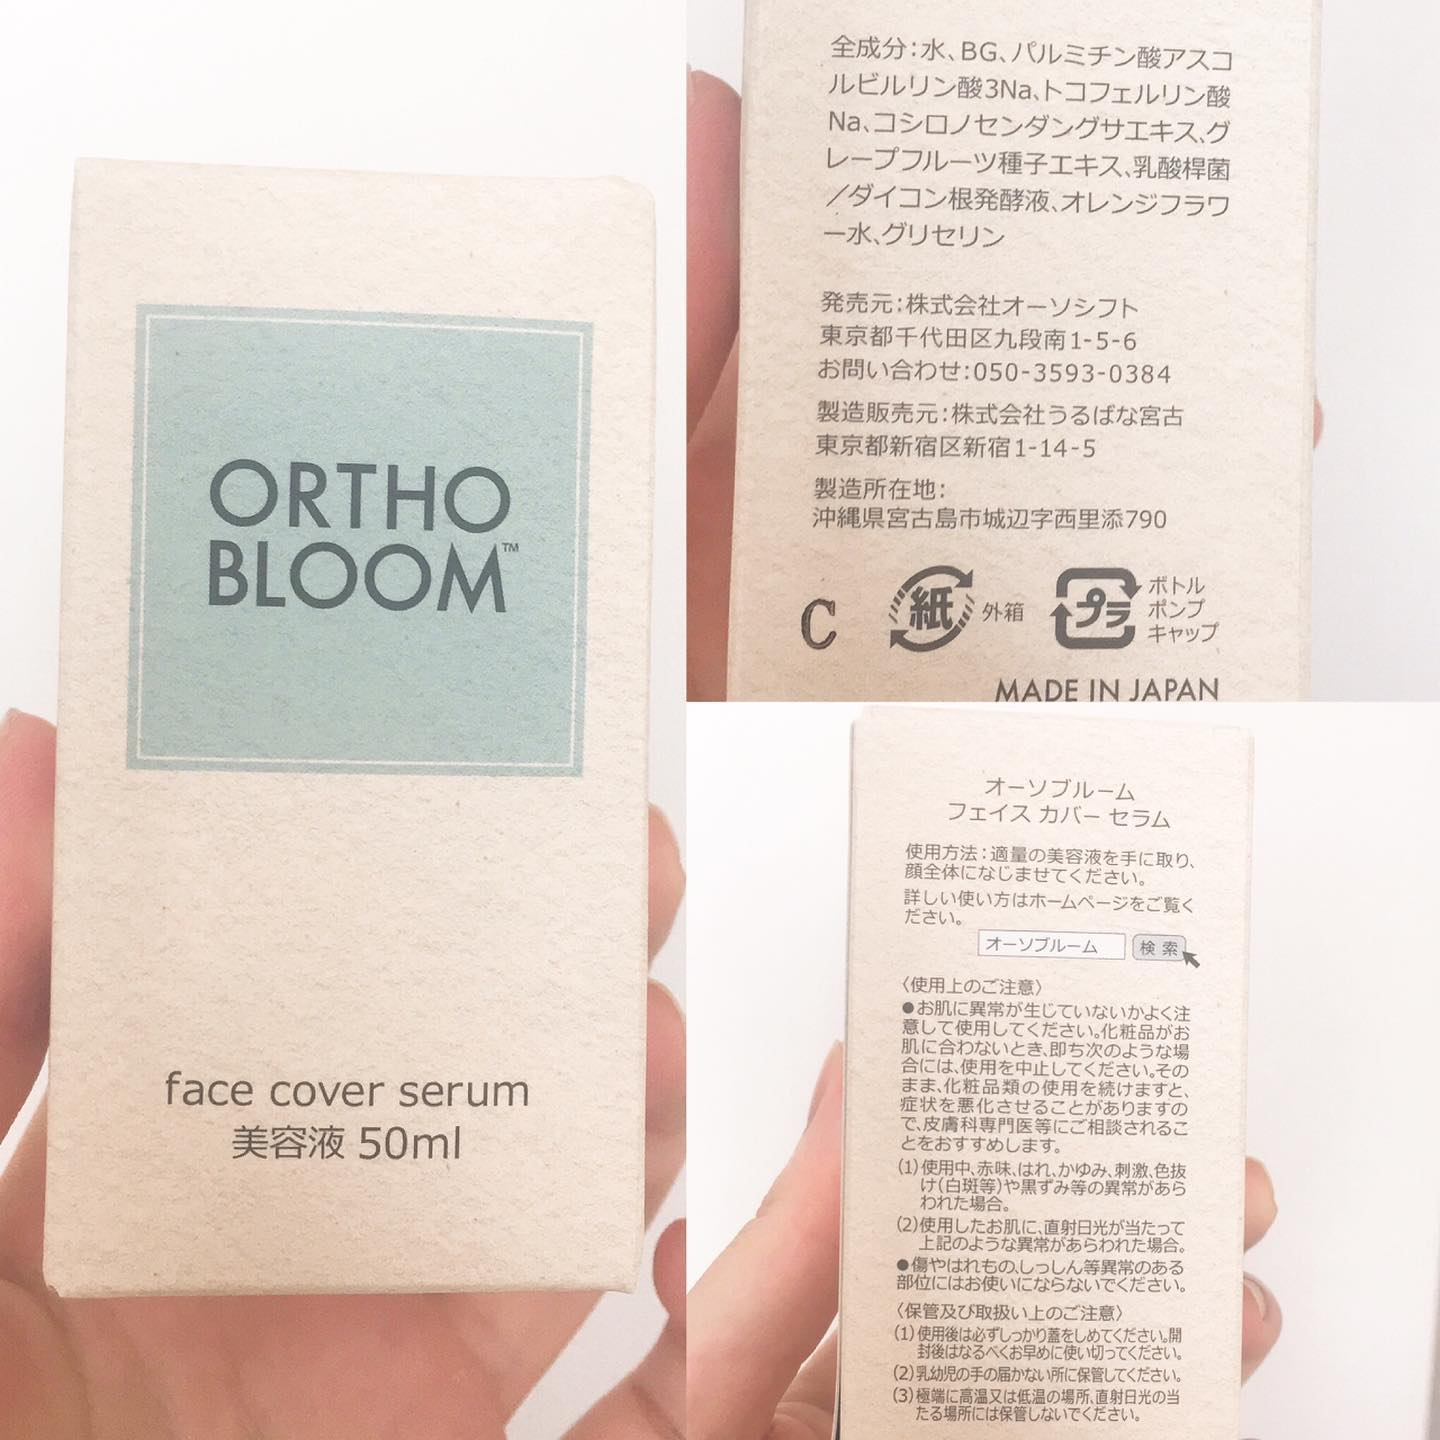 ORTHO
BLOOM™
face cover serum
美容液 50ml
全成分:水、BG、パルミチン酸アスコ
ルビルリン酸3Na、トコフェルリン酸
Na、コシロノセンダングサエキス、グ
レープフルーツ種子エキス、乳酸桿菌
/ダイコン根発酵液、オレンジフラワ
ー水、グリセリン
発売元:株式会社オーソシフト
東京都千代田区九段南1-5-6
お問い合わせ:050-3593-0384
製造販売元:株式会社うるばな宮古
東京都新宿区新宿1-14-5
製造所在地:
沖縄県宮古島市城辺字西里添790
C
紙
外箱
プラ
ボトル
ポンプ
キャップ
MADE IN JAPAN
オーソブルーム
フェイス カバー セラム
使用方法:適量の美容液を手に取り、
顔全体になじませてください。
詳しい使い方はホームページをご覧く
ださい。
オーソブルーム 検索
〈使用上のご注意〉
●お肌に異常が生じていないかよく注
意して使用してください。化粧品がお
肌に合わないとき、即ち次のような場
合には、使用を中止してください。その
まま、化粧品類の使用を続けますと、
症状を悪化させることがありますの
で、皮膚科専門医等にご相談されるこ
とをおすすめします。
(1)使用中、赤味、はれ、かゆみ、刺激、色抜
け(白斑等)や黒ずみ等の異常があら
われた場合。
(2)使用したお肌に、直射日光が当たって
上記のような異常があらわれた場合。
●傷やはれもの、しっしん等異常のある
部位にはお使いにならないでください。
〈保管及び取扱い上のご注意〉
(1)使用後は必ずしっかり蓋をしめてください。開
封後はなるべくお早めに使い切ってください。
(2)乳幼児の手の届かない所に保管してください。
(3)極端に高温又は低温の場所、直射日光の当
たる場所には保管しないでください。